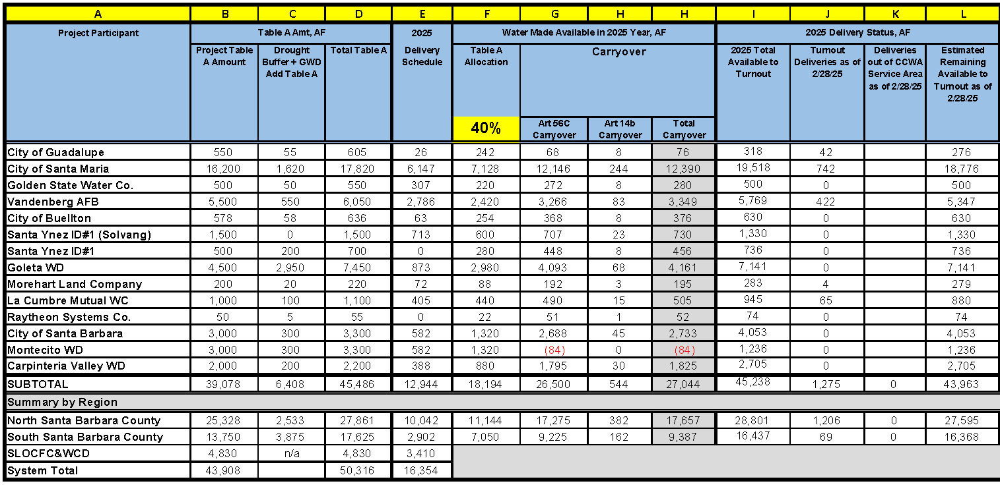 A B C D E F G H H I J K L
Project Participant Table A Amt, AF 2025 Water Made Available in 2025 Year, AF 2025 Delivery Status, AF
Project Table A Amount Drought Buffer + GWD Add Table A Total Table A Delivery Schedule Table A Allocation Carryover 2025 Total Available to Turnout Turnout Deliveries as of 2/28/25 Deliveries out of CCWA Service Area as of 2/28/25 Estimated Remaining Available to Turnout as of 2/28/25
40% Art 56C Carryover Art 14b Carryover Total Carryover
City of Guadalupe 550 55 605 26 242 68 8 76 318 42 276
City of Santa Maria 16,200 1,620 17,820 6,147 7,128 12,146 244 12,390 19,518 742 18,776
Golden State Water Co. 500 50 550 307 220 272 8 280 500 0 500
Vandenberg AFB 5,500 550 6,050 2,786 2,420 3,266 83 3,349 5,769 422 5,347
City of Buellton 578 58 636 63 254 368 8 376 630 0 630
Santa Ynez ID#1 (Solvang) 1,500 0 1,500 713 600 707 23 730 1,330 0 1,330
Santa Ynez ID#1 500 200 700 0 280 448 8 456 736 0 736
Goleta WD 4,500 2,950 7,450 873 2,980 4,093 68 4,161 7,141 0 7,141
Morehart Land Company 200 20 220 72 88 192 3 195 283 4 279
La Cumbre Mutual WC 1,000 100 1,100 405 440 490 15 505 945 65 880
Raytheon Systems Co. 50 5 55 0 22 51 1 52 74 0 74
City of Santa Barbara 3,000 300 3,300 582 1,320 2,688 45 2,733 4,053 0 4,053
Montecito WD 3,000 300 3,300 582 1,320 (84) 0 (84) 1,236 0 1,236
Carpinteria Valley WD 2,000 200 2,200 388 880 1,795 30 1,825 2,705 0 2,705
SUBTOTAL 39,078 6,408 45,486 12,944 18,194 26,500 544 27,044 45,238 1,275 0 43,963
Summary by Region
North Santa Barbara County 25,328 2,533 27,861 10,042 11,144 17,275 382 17,657 28,801 1,206 0 27,595
South Santa Barbara County 13,750 3,875 17,625 2,902 7,050 9,225 162 9,387 16,437 69 0 16,368
SLOCFC&WCD 4,830 n/a 4,830 3,410
System Total 43,908 50,316 16,354